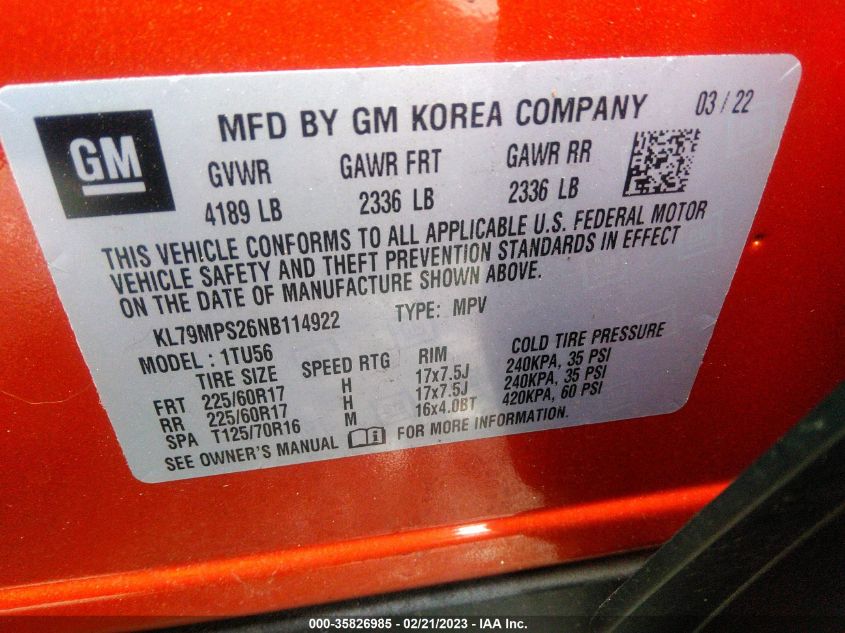 MFD BY GM KOREA COMPANY 03 / 22
GM
GVWR GAWR FRT GAWR RR
4189 LB 2336 LB 2336 LB
THIS VEHICLE CONFORMS TO ALL APPLICABLE U.S. FEDERAL MOTOR
VEHICLE SAFETY AND THEFT PREVENTION STANDARDS IN EFFECT
ON THE DATE OF MANUFACTURE SHOWN ABOVE.
KL79MPS26NB114922 TYPE: MPV
MODEL : 1TU56
TIRE SIZE SPEED RTG RIM COLD TIRE PRESSURE
FRT 225/60R17 H 17x7.5J 240KPA, 35 PSI
RR 225/60R17 H 17x7.5J 240KPA, 35 PSI
SPA T125/70R16 M 16x4.0BT 420KPA, 60 PSI
SEE OWNER'S MANUAL FOR MORE INFORMATION.
000-35826985 — 02/21/2023 — IAA Inc.